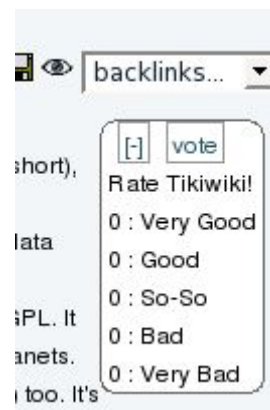 backlinks...
[-] vote
short),
Rate Tikiwiki!
0 : Very Good
lata
0 : Good
0 : So-So
GPL. It
0 : Bad
anets.
0 : Very Bad
too. It's